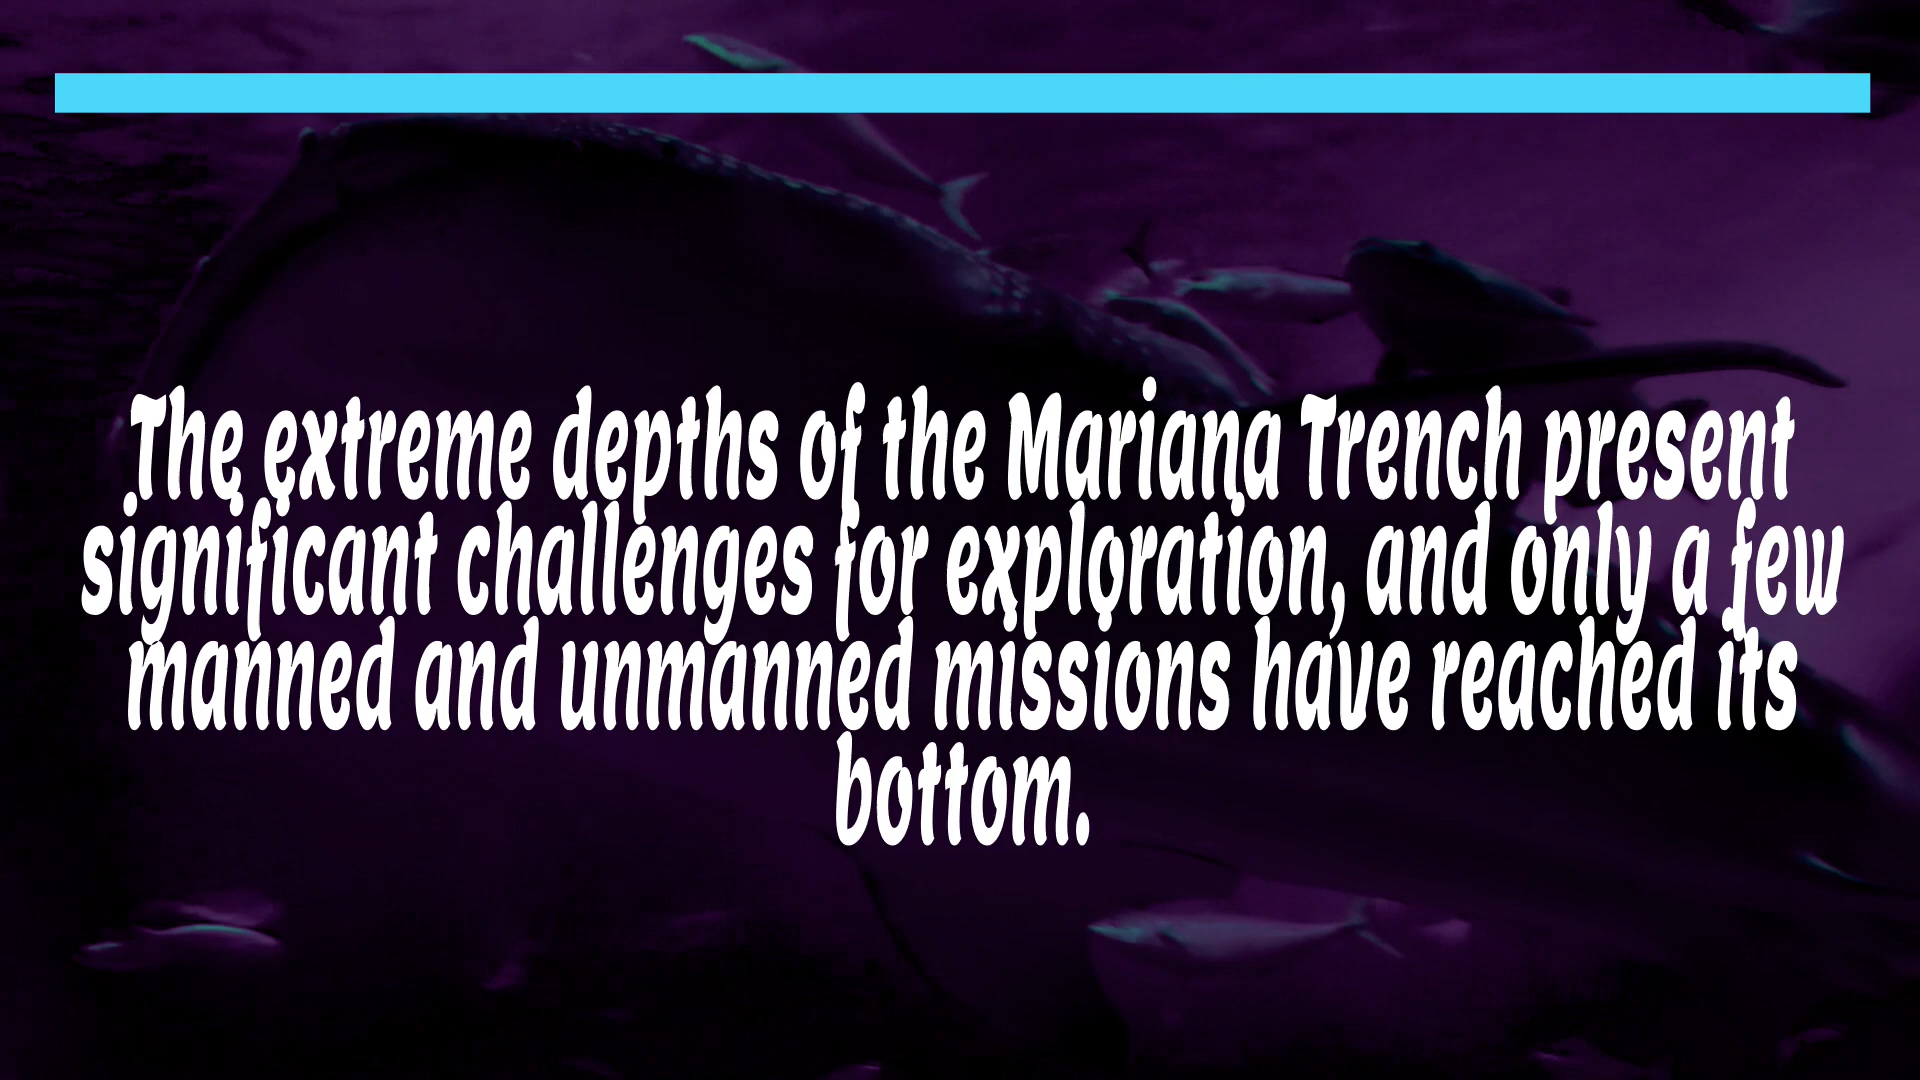 The extreme depths of the Mariana Trench present
significant challenges for exploration, and only a few
manned and unmanned missions have reached its
bottom.